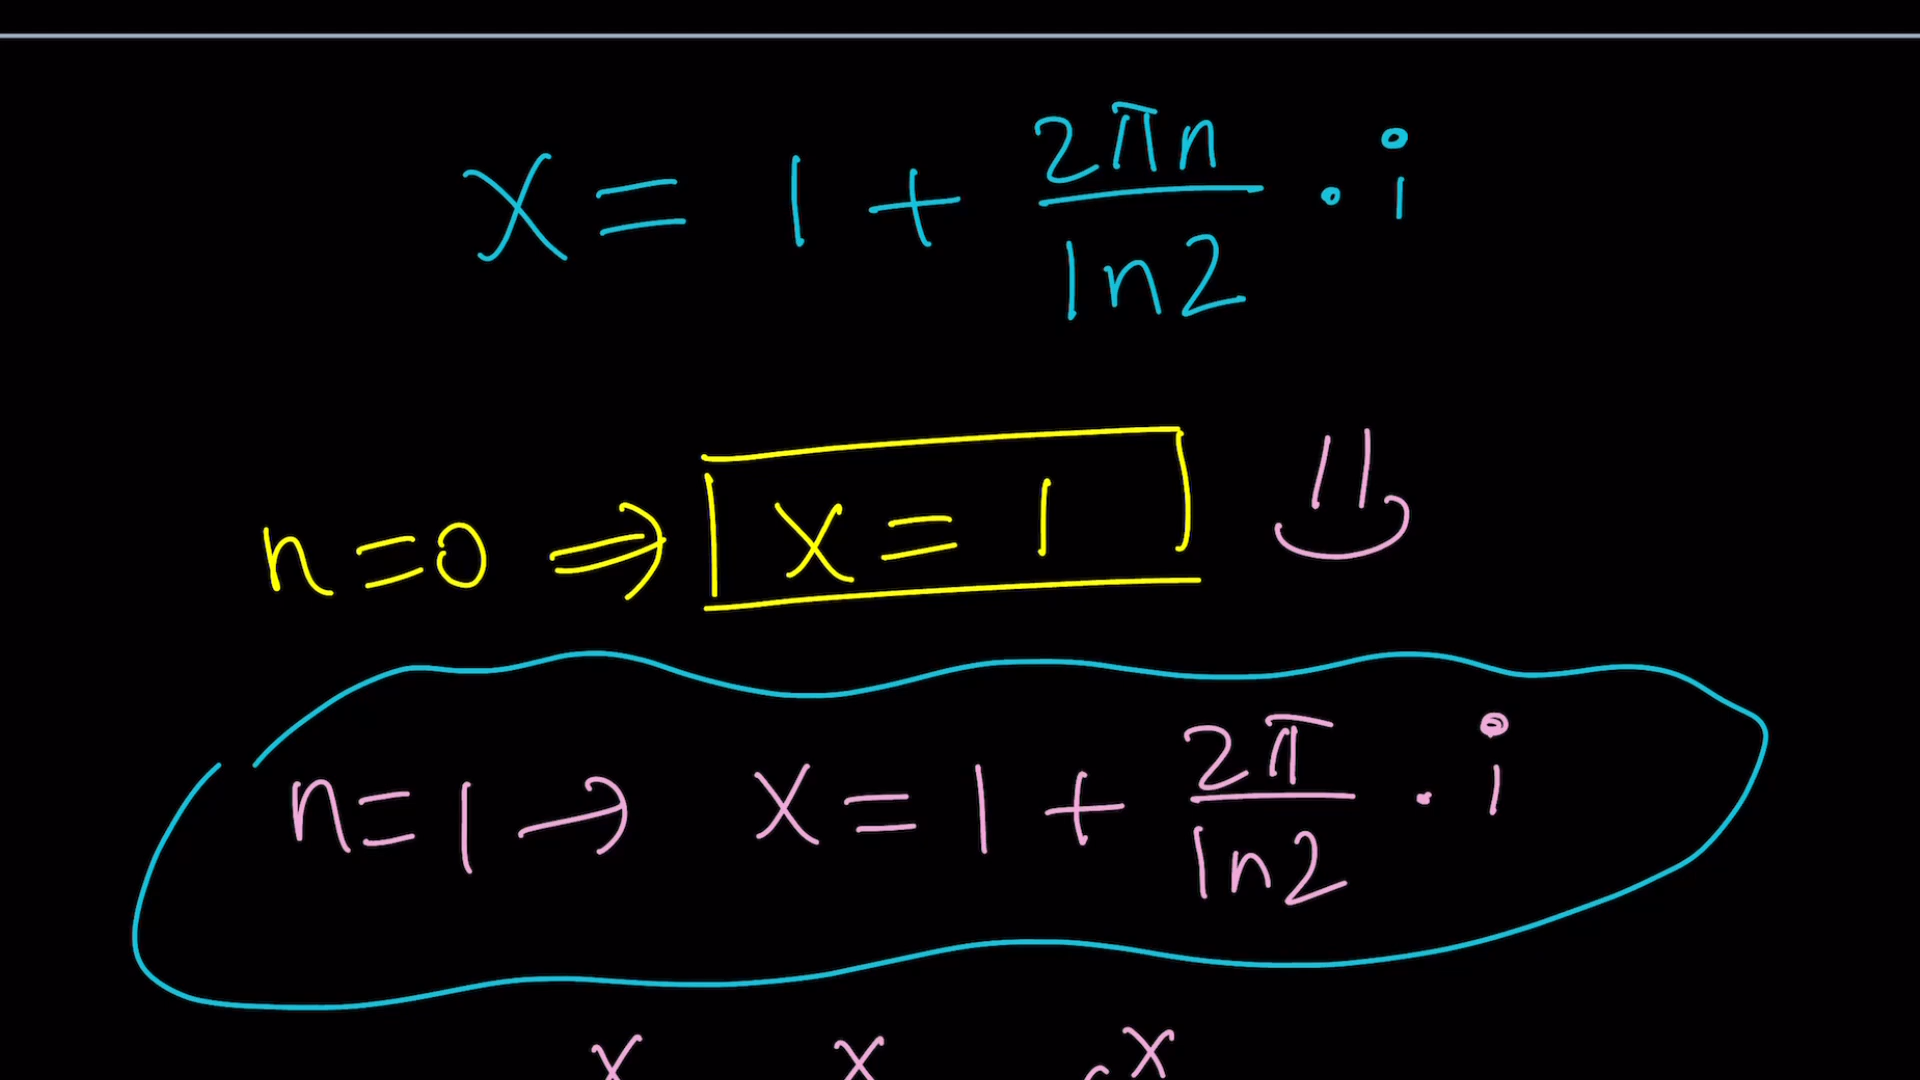 x = 1 + 2πn/ln2 · i
n=0 ⇒ x = 1
n=1 → x = 1 + 2π/ln2 · i
x x x